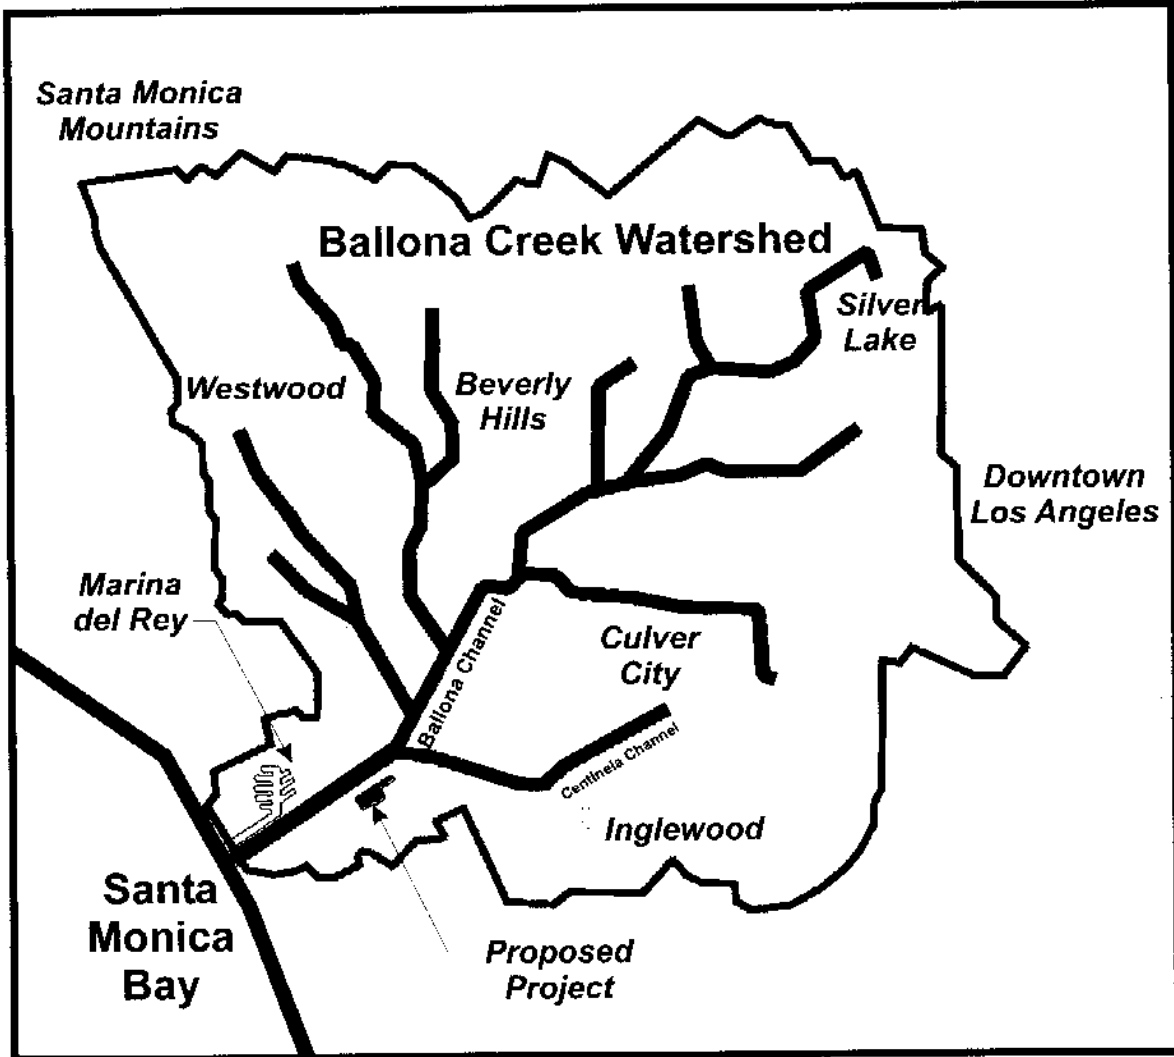 Santa Monica
Mountains
Ballona Creek Watershed
Silver
Lake
Westwood
Beverly
Hills
Downtown
Los Angeles
Marina
del Rey
Culver
City
Ballona Channel
Centinela Channel
Inglewood
Santa
Monica
Bay
Proposed
Project